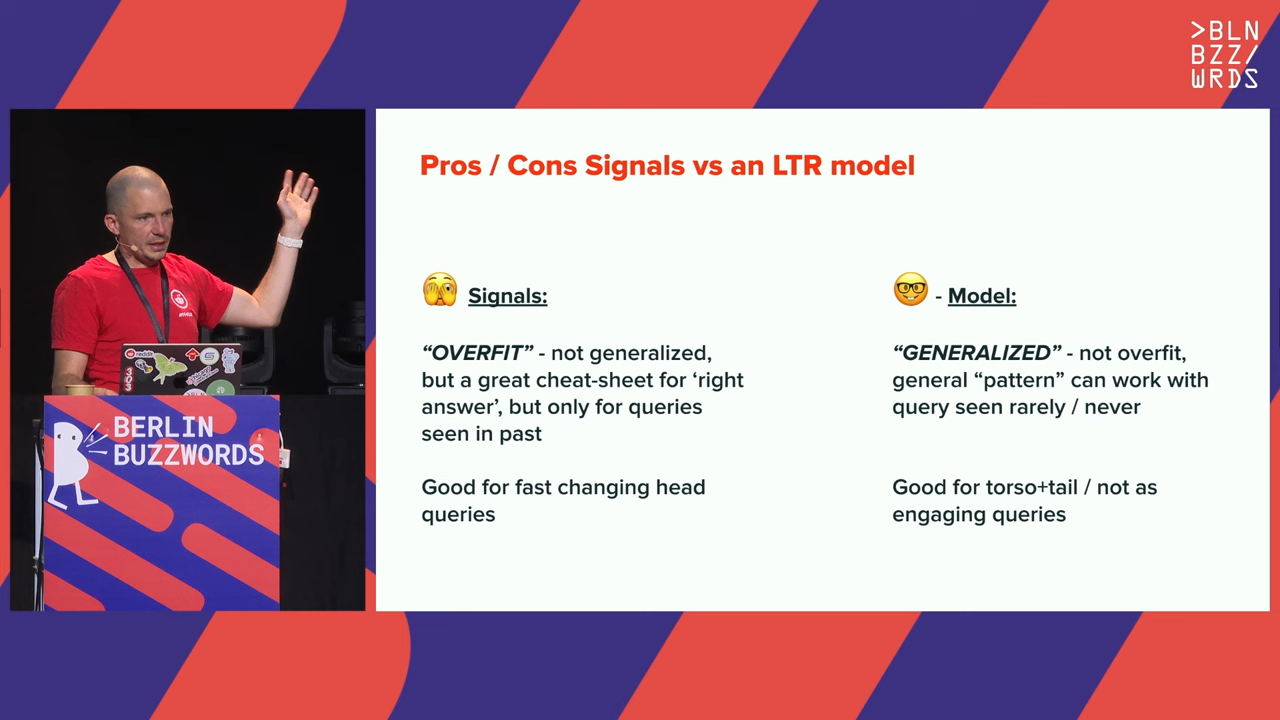 >BLN
BZZ/
WRDS
Pros / Cons Signals vs an LTR model
Signals:
“OVERFIT” - not generalized,
but a great cheat-sheet for ‘right
answer’, but only for queries
seen in past
Good for fast changing head
queries
- Model:
“GENERALIZED” - not overfit,
general “pattern” can work with
query seen rarely / never
Good for torso+tail / not as
engaging queries
reddit
303
BERLIN
BUZZWORDS